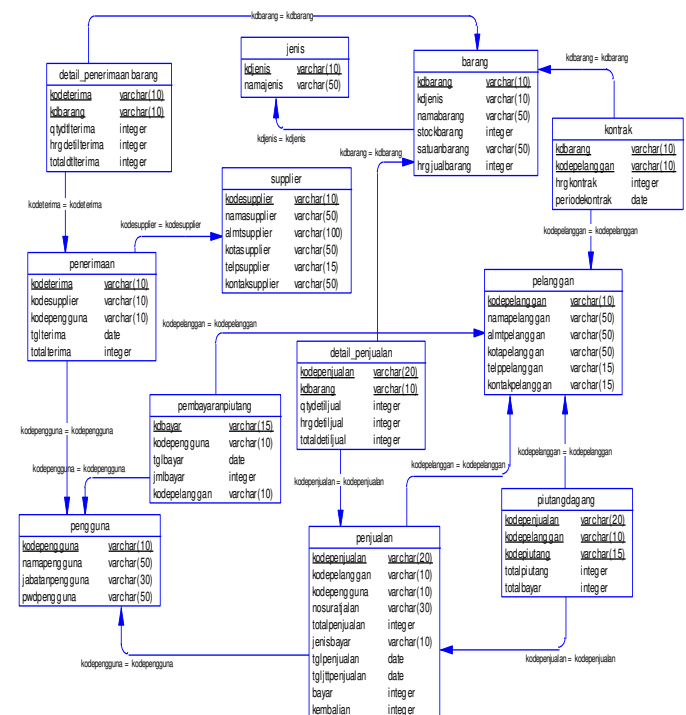 kdbarang = kdbarang
detail_penerimaan barang
kodeterima varchar(10)
kdbarang varchar(10)
qtydtlterima integer
hrgdetilterima integer
totaldtlterima integer
jenis
kdjenis varchar(10)
namajenis varchar(50)
kdjenis = kdjenis
barang
kdbarang varchar(10)
kdjenis varchar(10)
namabarang varchar(50)
stockbarang integer
satuanbarang varchar(50)
hrgjualbarang integer
kdbarang = kdbarang
kdbarang = kdbarang
kontrak
kdbarang varchar(10)
kodepelanggan varchar(10)
hrgkontrak integer
periodekontrak date
kodepelanggan = kodepelanggan
supplier
kodesupplier varchar(10)
namasupplier varchar(50)
almtsupplier varchar(100)
kotasupplier varchar(50)
telpsupplier varchar(15)
kontaksupplier varchar(50)
kodeterima = kodeterima
kodesupplier = kodesupplier
penerimaan
kodeterima varchar(10)
kodesupplier varchar(10)
kodepengguna varchar(10)
tglterima date
totalterima integer
pelanggan
kodepelanggan varchar(10)
namapelanggan varchar(50)
almtpelanggan varchar(50)
kotapelanggan varchar(50)
telppelanggan varchar(15)
kontakpelanggan varchar(15)
kodepelanggan = kodepelanggan
detail_penjualan
kodepenjualan varchar(20)
kdbarang varchar(10)
qtydetiljual integer
hrgdetiljual integer
totaldetiljual integer
pembayaranpiutang
kdbayar varchar(15)
kodepengguna varchar(10)
tglbayar date
jmlbayar integer
kodepelanggan varchar(10)
kodepengguna = kodepengguna
kodepengguna = kodepengguna
kodepelanggan = kodepelanggan
kodepelanggan = kodepelanggan
kodepenjualan = kodepenjualan
pengguna
kodepengguna varchar(10)
namapengguna varchar(50)
jabatanpengguna varchar(30)
pwdpengguna varchar(50)
piutangdagang
kodepenjualan varchar(20)
kodepelanggan varchar(10)
kodepiutang varchar(15)
totalpiutang integer
totalbayar integer
penjualan
kodepenjualan varchar(20)
kodepelanggan varchar(10)
kodepengguna varchar(10)
nosuratjalan varchar(30)
totalpenjualan integer
jenisbayar varchar(10)
tglpenjualan date
tgljttpenjualan date
bayar integer
kembalian integer
kodepengguna = kodepengguna
kodepenjualan = kodepenjualan